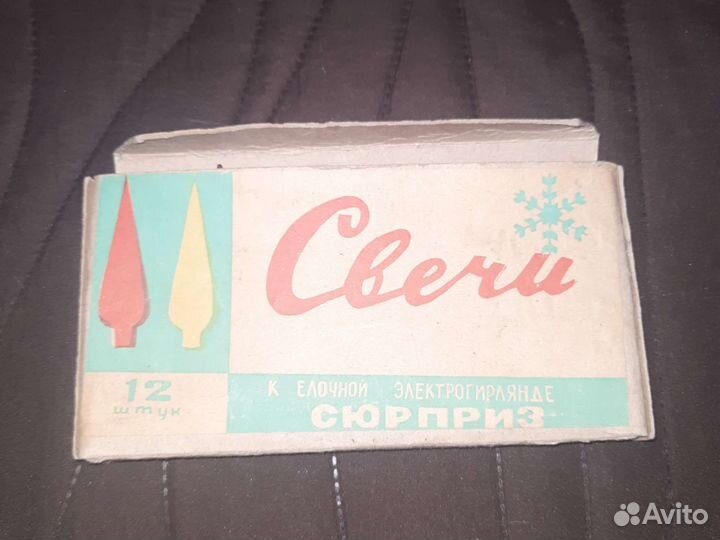 Свечи
12
штук
К ЕЛОЧНОЙ ЭЛЕКТРОГИРЛЯНДЕ
СЮРПРИЗ
Avito